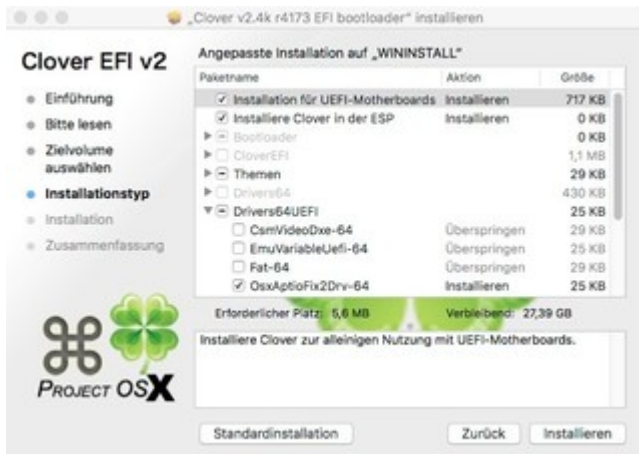 „Clover v2.4k r4173 EFI bootloader“ installieren
Clover EFI v2
Einführung
Bitte lesen
Zielvolume
auswählen
Installationstyp
Installation
Zusammenfassung
PROJECT OSX
Angepasste Installation auf „WININSTALL“
Paketname Aktion Größe
Installation für UEFI-Motherboards Installieren 717 KB
Installiere Clover in der ESP Installieren 0 KB
Bootloader 0 KB
CloverEFI 1,1 MB
Themen 29 KB
Drivers64 430 KB
Drivers64UEFI 25 KB
CsmVideoDxe-64 Überspringen 29 KB
EmuVariableUefi-64 Überspringen 29 KB
Fat-64 Überspringen 29 KB
OsxAptioFix2Drv-64 Installieren 25 KB
Erforderlicher Platz: 5,6 MB Verbleibend: 27,39 GB
Installiere Clover zur alleinigen Nutzung mit UEFI-Motherboards.
Standardinstallation Zurück Installieren